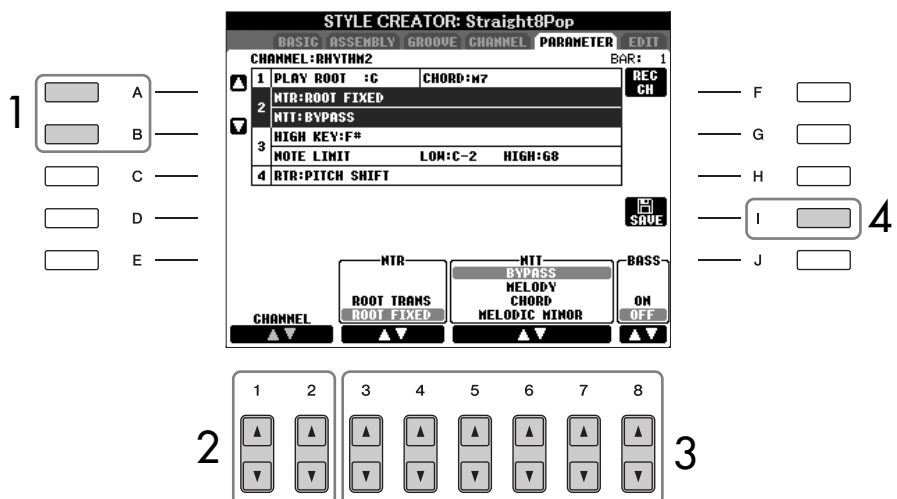 STYLE CREATOR: Straight8Pop
BASIC ASSEMBLY GROOVE CHANNEL PARAMETER EDIT
CHANNEL:RHYTHM2 BAR: 1
1 PLAY ROOT :C CHORD:M7
REC CH
2 NTR:ROOT FIXED
NTT:BYPASS
3 HIGH KEY:F#
NOTE LIMIT LOW:C-2 HIGH:G8
4 RTR:PITCH SHIFT
SAVE
NTR NTT BASS
BYPASS
MELODY
ROOT TRANS CHORD ON
CHANNEL ROOT FIXED MELODIC MINOR OFF
1
A
B
C
D
E
F
G
H
I 4
J
1 2 3 4 5 6 7 8
2 3